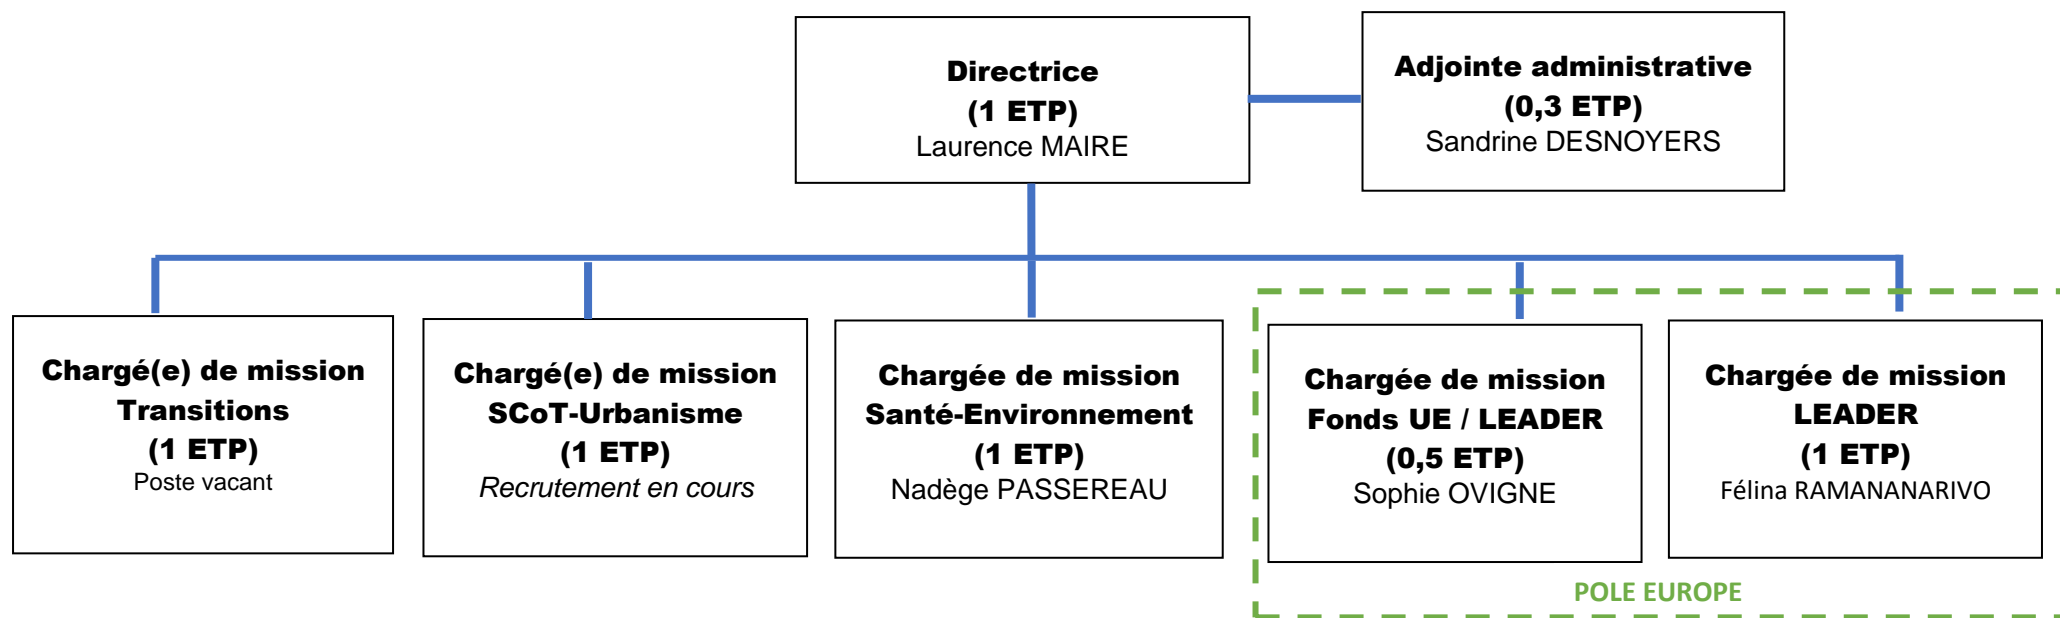 Directrice
(1 ETP)
Laurence MAIRE
Adjointe administrative
(0,3 ETP)
Sandrine DESNOYERS
Chargé(e) de mission
Transitions
(1 ETP)
Poste vacant
Chargé(e) de mission
SCoT-Urbanisme
(1 ETP)
Recrutement en cours
Chargée de mission
Santé-Environnement
(1 ETP)
Nadège PASSEREAU
Chargée de mission
Fonds UE / LEADER
(0,5 ETP)
Sophie OVIGNE
Chargée de mission
LEADER
(1 ETP)
Félina RAMANANARIVO
POLE EUROPE